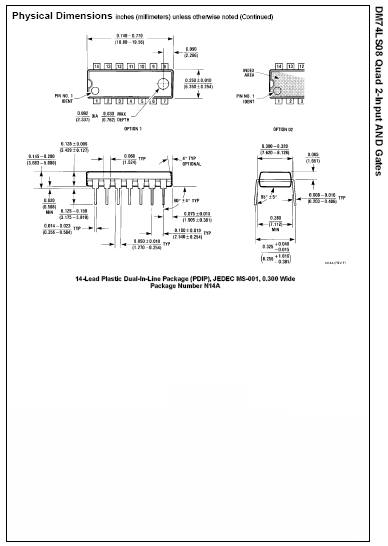 Physical Dimensions inches (millimeters) unless otherwise noted (Continued)
DM74LS08 Quad 2-Input AND Gates
0.740 - 0.770
(18.80 - 19.56)
0.090
(2.286)
14 13 12 11 10 9 8
14 13 12
INDEX
AREA
0.250 ± 0.010
(6.350 ± 0.254)
PIN NO. 1
IDENT
PIN NO. 1
IDENT
1 2 3 4 5 6 7
1 2 3
0.092
(2.337)
DIA
0.030
(0.762)
MAX
DEPTH
OPTION 1
OPTION 02
0.135 ± 0.005
(3.429 ± 0.127)
0.145 - 0.200
(3.683 - 5.080)
0.060
(1.524)
TYP
4° TYP
OPTIONAL
0.300 - 0.320
(7.620 - 8.128)
0.065
(1.651)
0.020
(0.508)
MIN
0.125 - 0.150
(3.175 - 3.810)
0.014 - 0.023
(0.356 - 0.584)
TYP
90° ± 4° TYP
0.075 ± 0.015
(1.905 ± 0.381)
0.100 ± 0.010
(2.540 ± 0.254)
TYP
0.050 ± 0.010
(1.270 - 0.254)
TYP
95° ± 5°
0.008 - 0.016
(0.203 - 0.406)
TYP
0.280
(7.112)
MIN
0.325 +0.040
-0.015
(8.255 +1.016
-0.381)
14-Lead Plastic Dual-In-Line Package (PDIP), JEDEC MS-001, 0.300 Wide
Package Number N14A